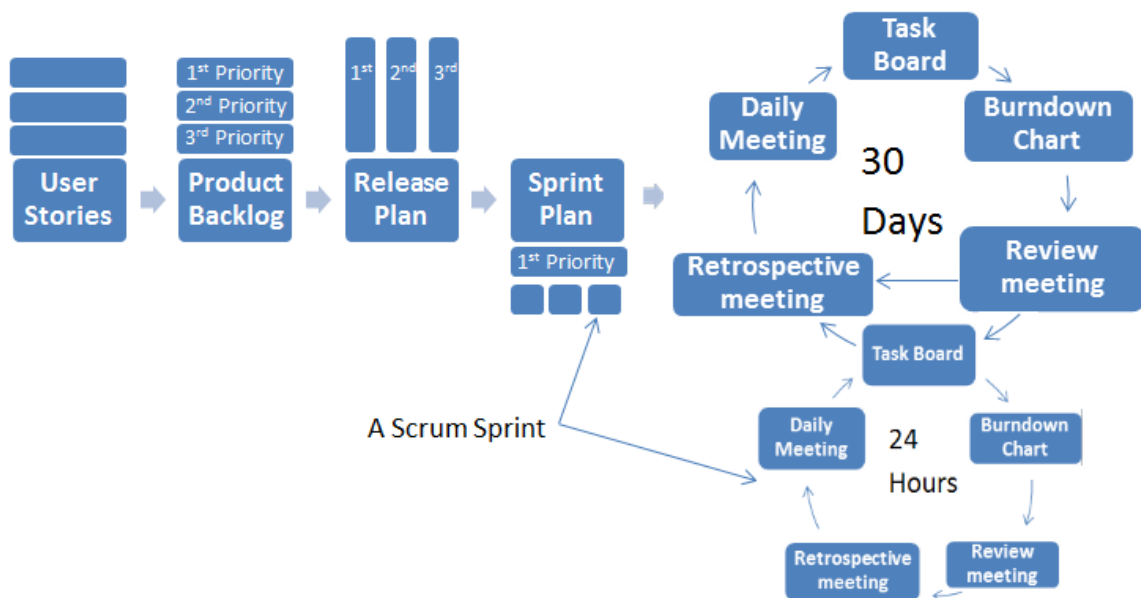 1st Priority
2nd Priority
3rd Priority
User
Stories
Product
Backlog
1st 2nd 3rd
Release
Plan
Sprint
Plan
1st Priority
Task
Board
Daily
Meeting
Burndown
Chart
30
Days
Retrospective
meeting
Review
meeting
A Scrum Sprint
Task Board
Daily
Meeting
Burndown
Chart
24
Hours
Retrospective
meeting
Review
meeting